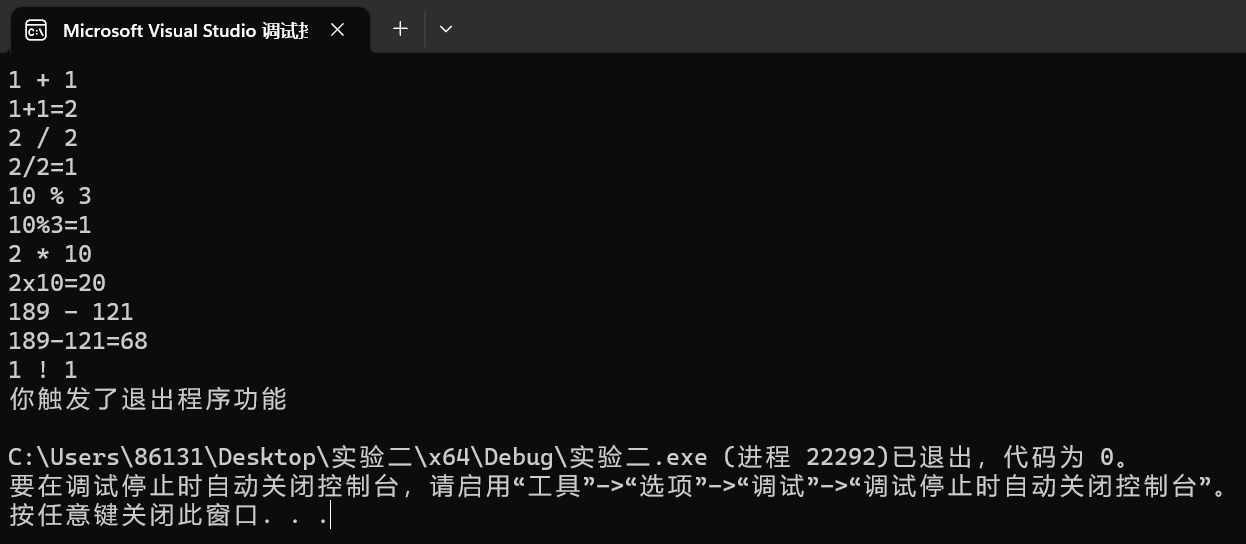 Microsoft Visual Studio 调试
1 + 1
1+1=2
2 / 2
2/2=1
10 % 3
10%3=1
2 * 10
2x10=20
189 - 121
189-121=68
1 ! 1
你触发了退出程序功能
C:\Users\86131\Desktop\实验二\x64\Debug\实验二.exe (进程 22292)已退出，代码为 0。
要在调试停止时自动关闭控制台，请启用“工具”->“选项”->“调试”->“调试停止时自动关闭控制台”。
按任意键关闭此窗口. . .